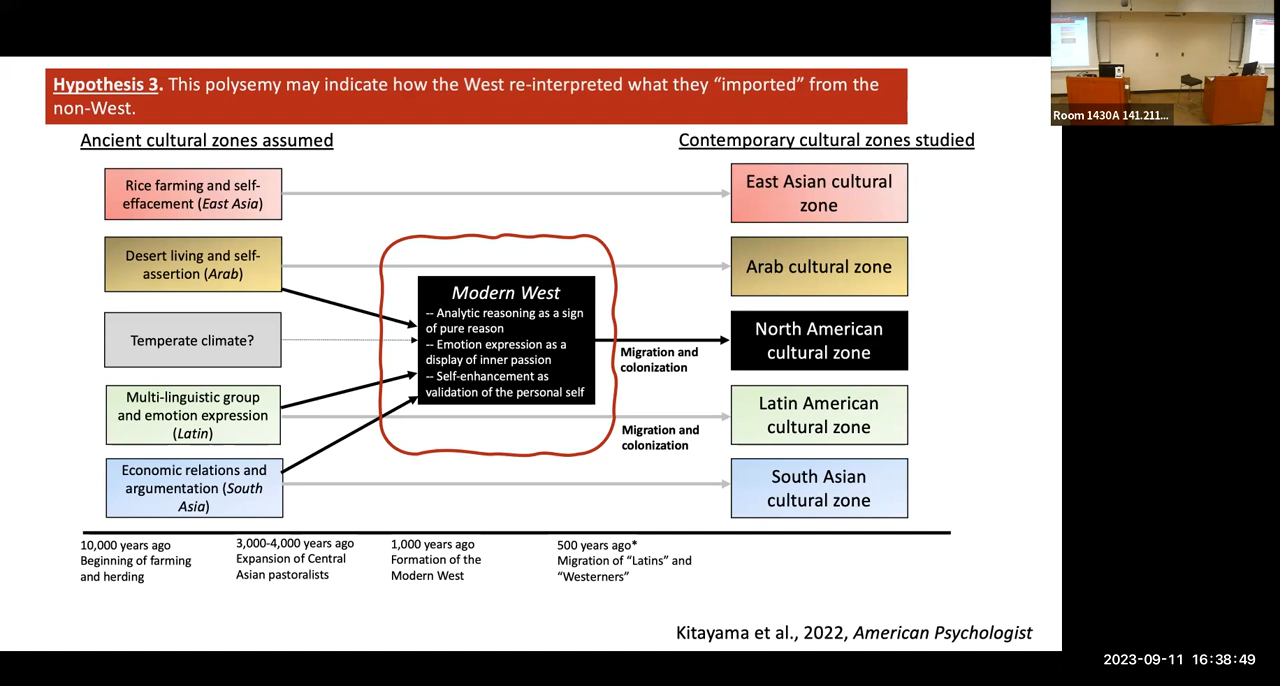 Hypothesis 3. This polysemy may indicate how the West re-interpreted what they “imported” from the
non-West.
Room 1430A 141.211...
Ancient cultural zones assumed
Contemporary cultural zones studied
Rice farming and self-
effacement (East Asia)
East Asian cultural
zone
Desert living and self-
assertion (Arab)
Arab cultural zone
Modern West
-- Analytic reasoning as a sign
of pure reason
-- Emotion expression as a
display of inner passion
-- Self-enhancement as
validation of the personal self
Temperate climate?
Migration and
colonization
North American
cultural zone
Multi-linguistic group
and emotion expression
(Latin)
Migration and
colonization
Latin American
cultural zone
Economic relations and
argumentation (South
Asia)
South Asian
cultural zone
10,000 years ago
Beginning of farming
and herding
3,000-4,000 years ago
Expansion of Central
Asian pastoralists
1,000 years ago
Formation of the
Modern West
500 years ago*
Migration of “Latins” and
“Westerners”
Kitayama et al., 2022, American Psychologist
2023-09-11 16:38:49